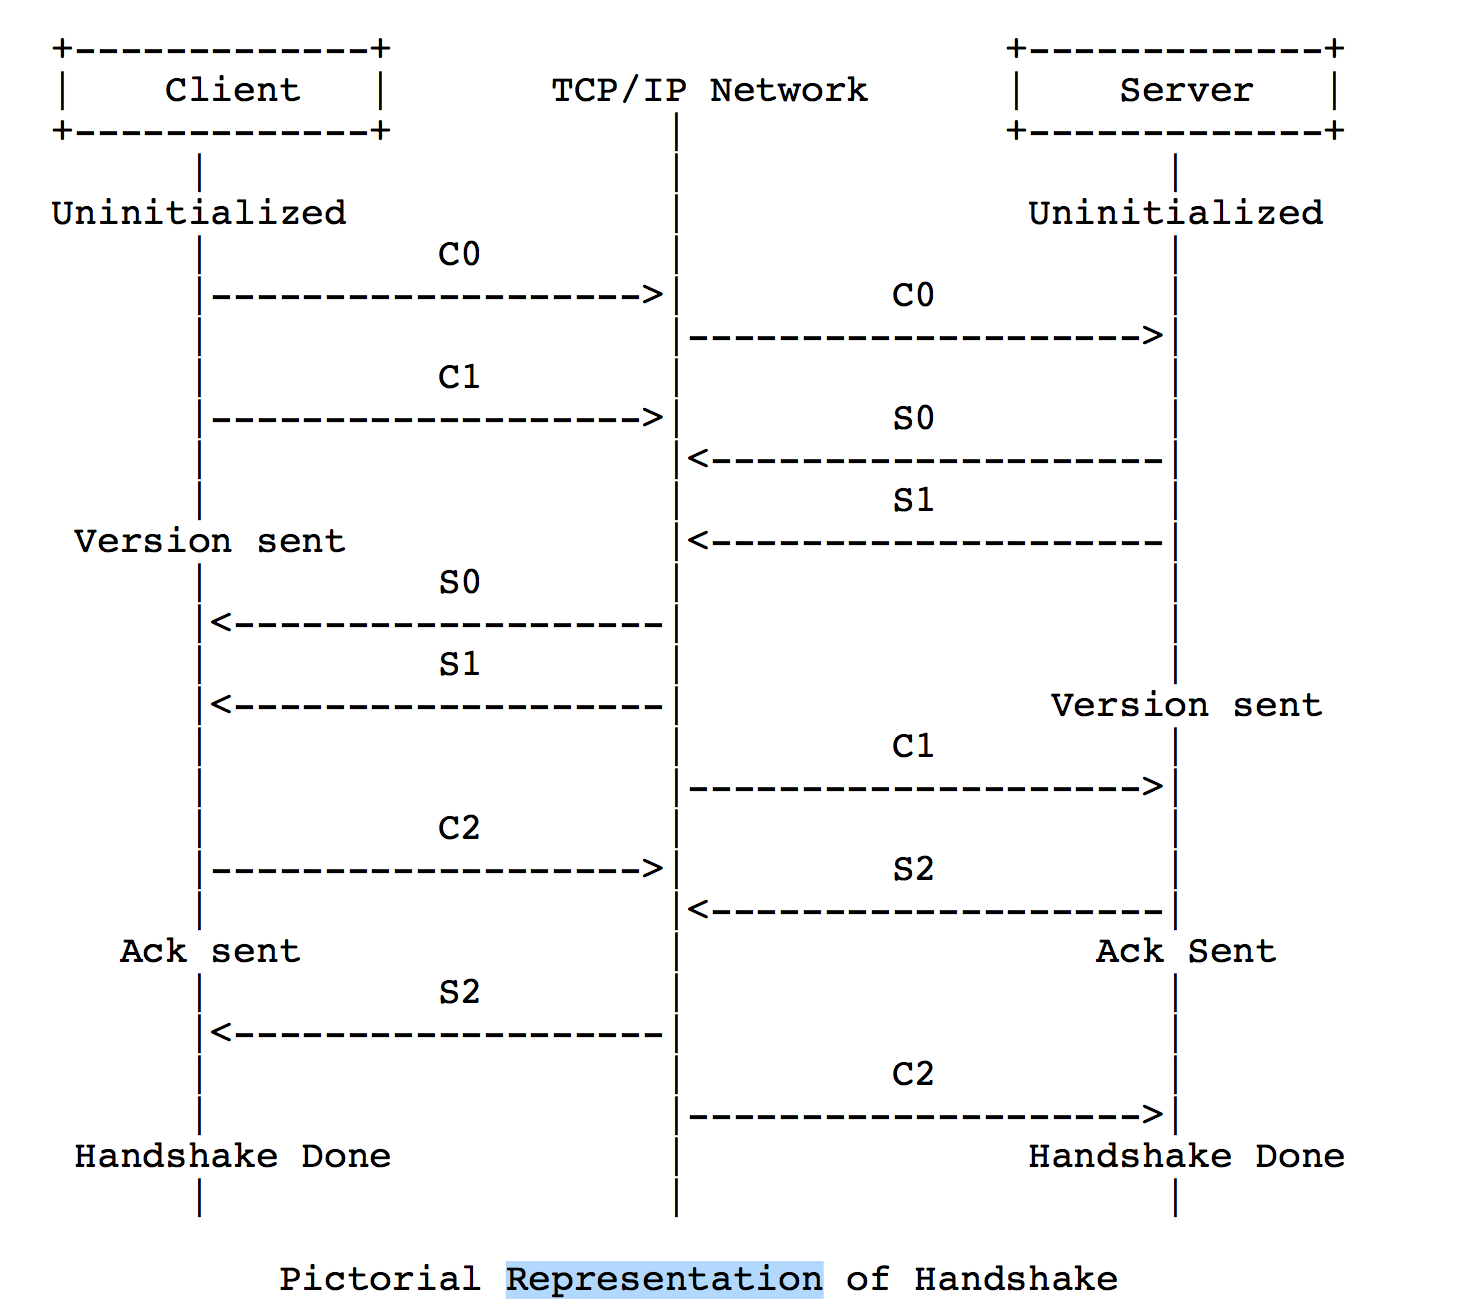 +-------------+                           +-------------+
|    Client   |       TCP/IP Network      |    Server   |
+-------------+            |              +-------------+
      |                    |                     |
Uninitialized              |               Uninitialized
      |          C0        |                     |
      |------------------->|         C0          |
      |                    |-------------------->|
      |          C1        |                     |
      |------------------->|         S0          |
      |                    |<--------------------|
      |                    |         S1          |
 Version sent              |<--------------------|
      |          S0        |                     |
      |<-------------------|                     |
      |          S1        |                     |
      |<-------------------|                Version sent
      |                    |         C1          |
      |                    |-------------------->|
      |          C2        |                     |
      |------------------->|         S2          |
      |                    |<--------------------|
   Ack sent                |                  Ack Sent
      |          S2        |                     |
      |<-------------------|                     |
      |                    |         C2          |
      |                    |-------------------->|
 Handshake Done            |               Handshake Done
      |                    |                     |
          Pictorial Representation of Handshake